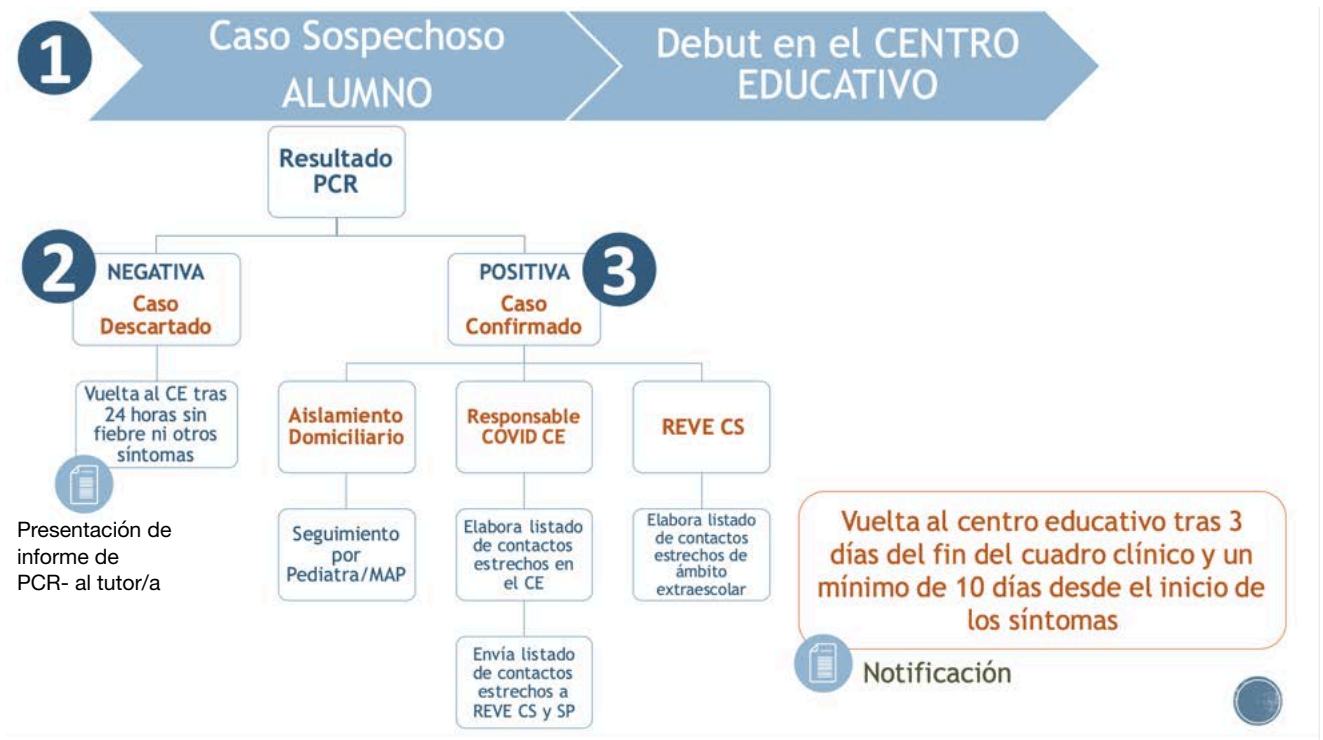 1
Caso Sospechoso
ALUMNO
Debut en el CENTRO
EDUCATIVO
Resultado
PCR
2
NEGATIVA
Caso
Descartado
POSITIVA
Caso
Confirmado
3
Vuelta al CE tras
24 horas sin
fiebre ni otros
síntomas
Presentación de
informe de
PCR- al tutor/a
Aislamiento
Domiciliario
Seguimiento
por
Pediatra/MAP
Responsable
COVID CE
Elabora listado
de contactos
estrechos en
el CE
Envía listado
de contactos
estrechos a
REVE CS y SP
REVE CS
Elabora listado
de contactos
estrechos de
ámbito
extraescolar
Vuelta al centro educativo tras 3
días del fin del cuadro clínico y un
mínimo de 10 días desde el inicio de
los síntomas
Notificación